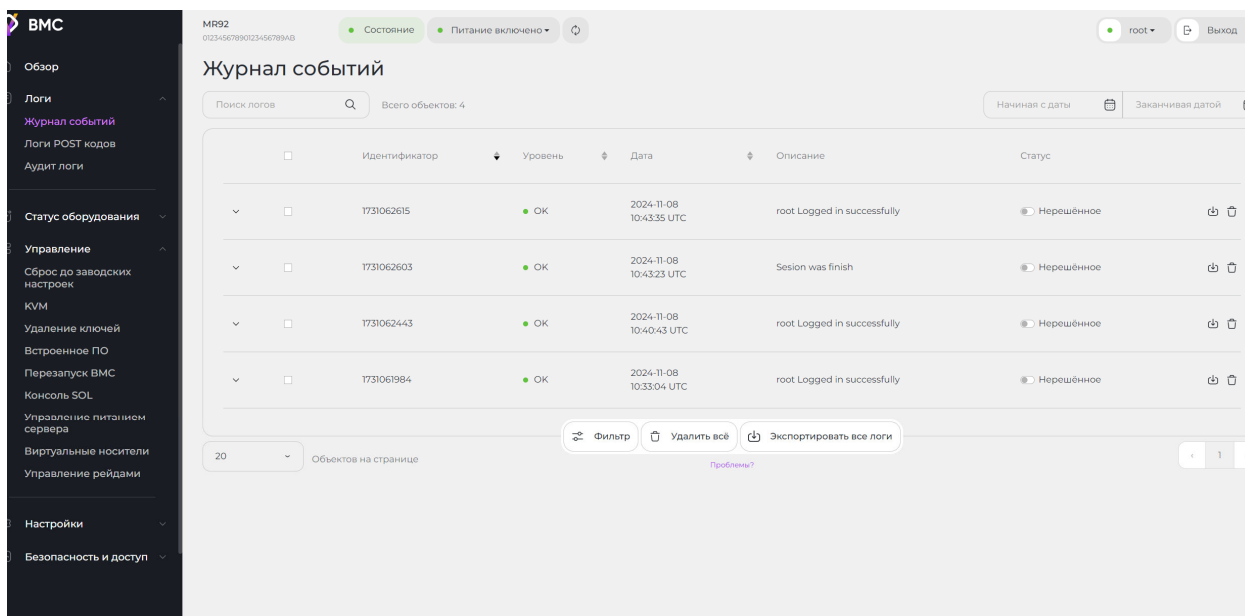 BMC
MR92
01234567890123456789AB
Состояние
Питание включено
root
Выход
Обзор
Логи
Журнал событий
Логи POST кодов
Аудит логи
Статус оборудования
Управление
Сброс до заводских
настроек
KVM
Удаление ключей
Встроенное ПО
Перезапуск BMC
Консоль SOL
Управление питанием
сервера
Виртуальные носители
Управление рейдами
Настройки
Безопасность и доступ
Журнал событий
Поиск логов
Всего объектов: 4
Начиная с даты
Заканчивая датой
Идентификатор Уровень Дата Описание Статус
1731062615 OK 2024-11-08
10:43:35 UTC root Logged in successfully Нерешённое
1731062603 OK 2024-11-08
10:43:23 UTC Sesion was finish Нерешённое
1731062443 OK 2024-11-08
10:40:43 UTC root Logged in successfully Нерешённое
1731061984 OK 2024-11-08
10:33:04 UTC root Logged in successfully Нерешённое
Фильтр Удалить всё Экспортировать все логи
20 Объектов на странице
Проблемы?
1